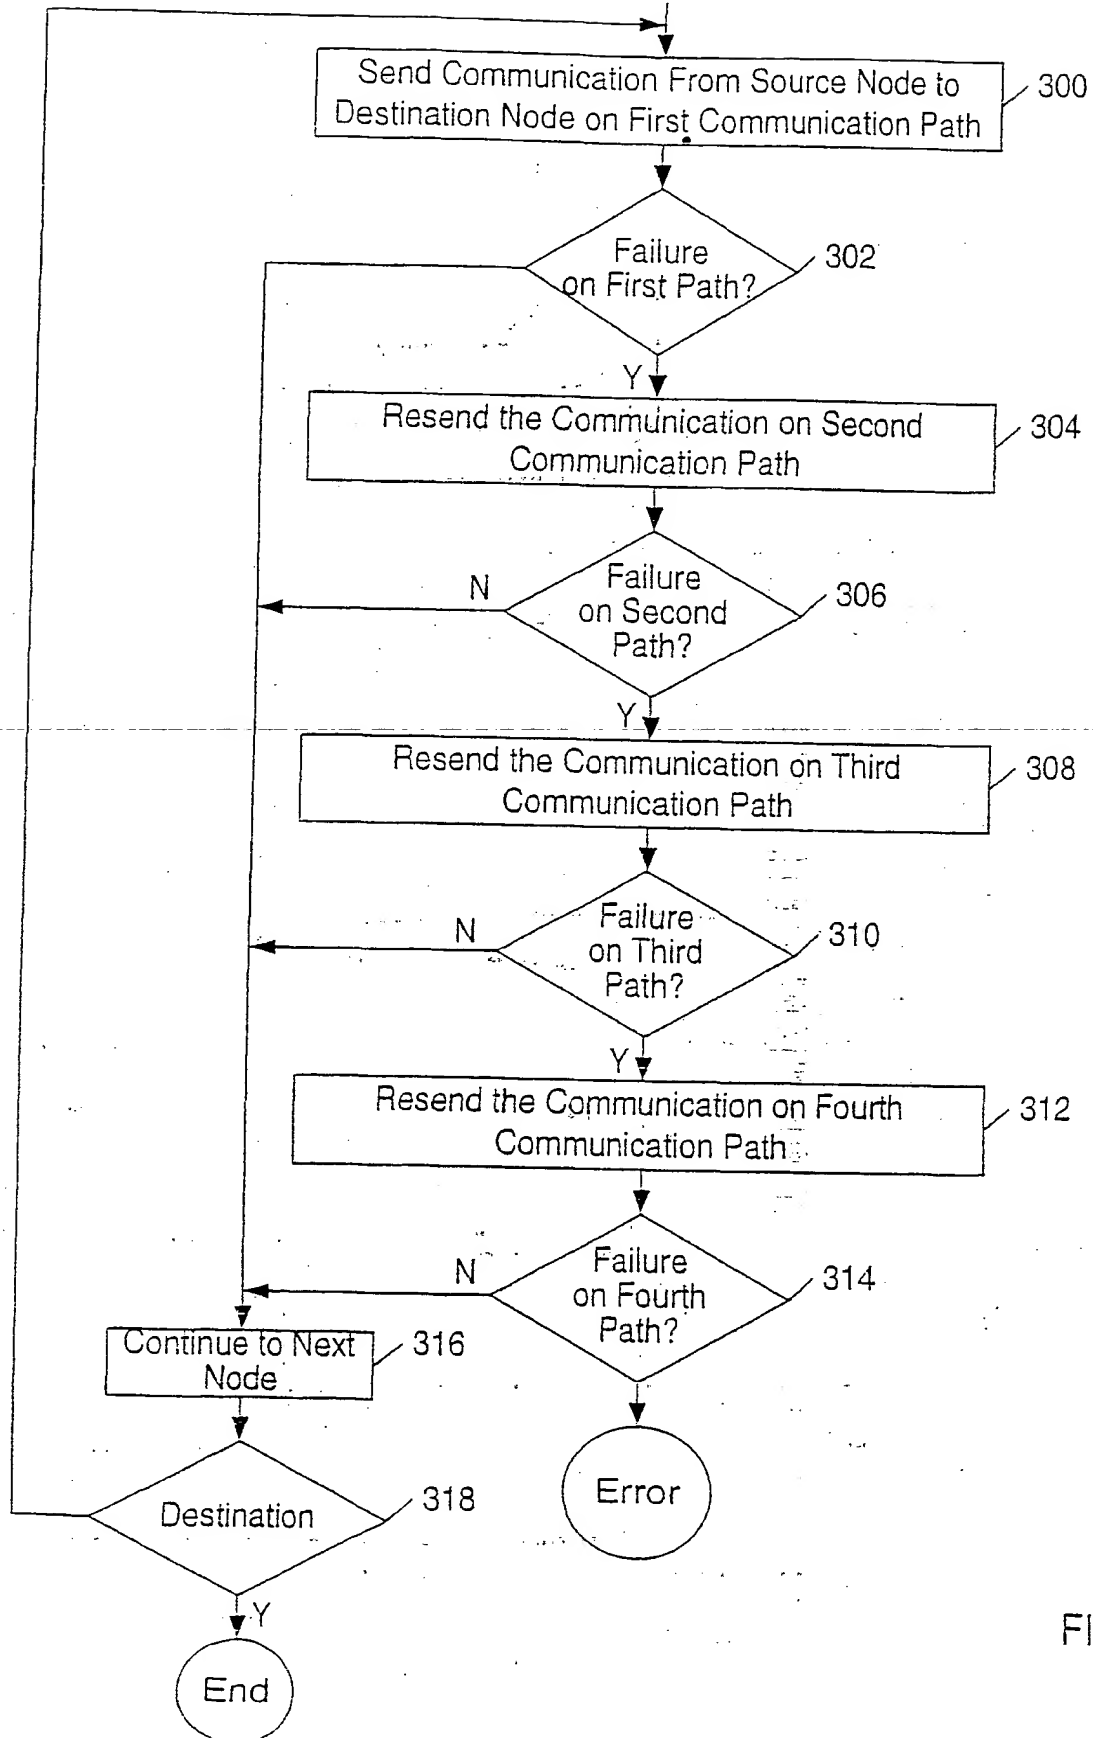 Send Communication From Source Node to
Destination Node on First Communication Path
300
Failure
on First Path?
302
Y
Resend the Communication on Second
Communication Path
304
Failure
on Second
Path?
306
N
Y
Resend the Communication on Third
Communication Path
308
Failure
on Third
Path?
310
N
Y
Resend the Communication on Fourth
Communication Path
312
Failure
on Fourth
Path?
314
N
Continue to Next
Node
316
Error
Destination
318
Y
End
FI